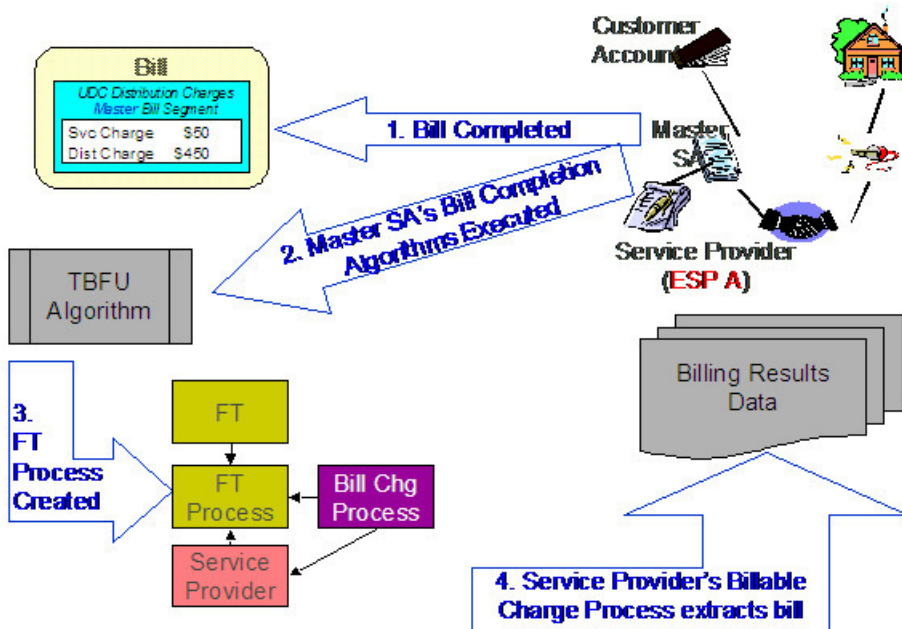 Bill
UDC Distribution Charges
Master Bill Segment
Svc Charge $50
Dist Charge $450
1. Bill Completed
Customer
Account
Master
SA
2. Master SA's Bill Completion
Algorithms Executed
Service Provider
(ESP A)
TBFU
Algorithm
Billing Results
Data
3.
FT
Process
Created
FT
FT
Process
Bill Chg
Process
Service
Provider
4. Service Provider's Billable
Charge Process extracts bill